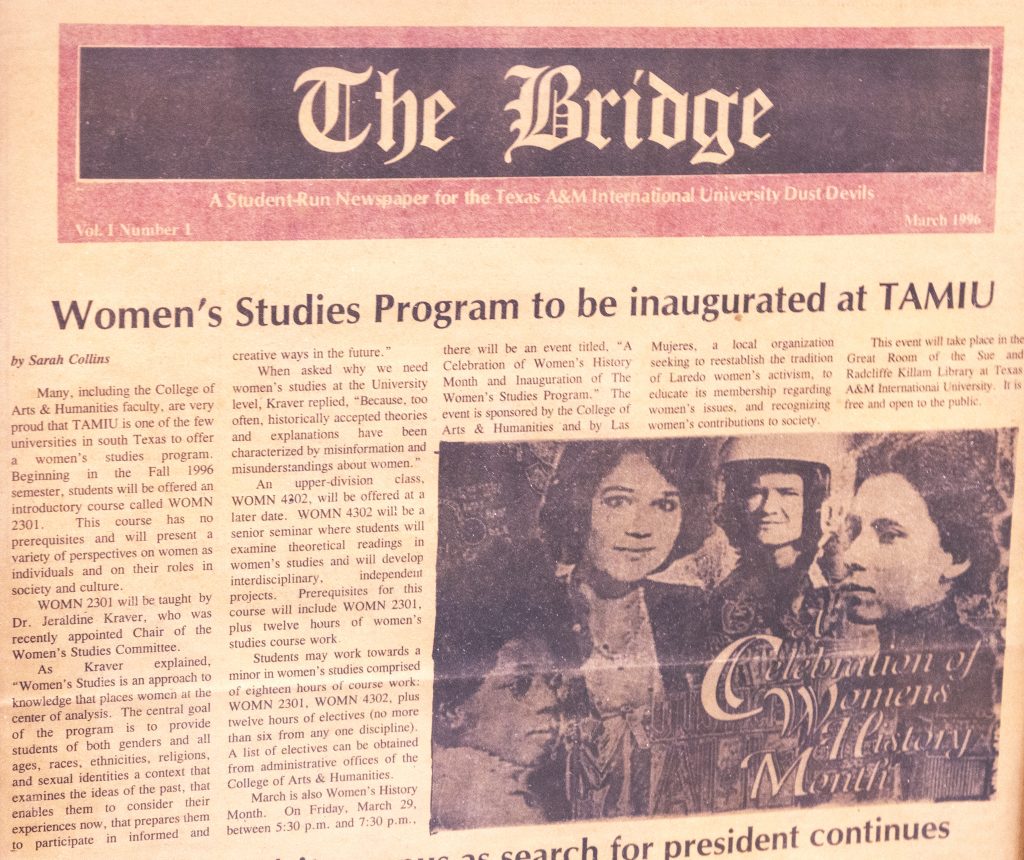 The Bridge
A Student-Run Newspaper for the Texas A&M International University Dust Devils
Vol. I Number 1
March 1996
Women's Studies Program to be inaugurated at TAMIU
by Sarah Collins
Many, including the College of
Arts & Humanities faculty, are very
proud that TAMIU is one of the few
universities in south Texas to offer
a women's studies program.
Beginning in the Fall 1996
semester, students will be offered an
introductory course called WOMN
2301. This course has no
prerequisites and will present a
variety of perspectives on women as
individuals and on their roles in
society and culture.
WOMN 2301 will be taught by
Dr. Jeraldine Kraver, who was
recently appointed Chair of the
Women's Studies Committee.
As Kraver explained,
"Women's Studies is an approach to
knowledge that places women at the
center of analysis. The central goal
of the program is to provide
students of both genders and all
ages, races, ethnicities, religions,
and sexual identities a context that
examines the ideas of the past, that
enables them to consider their
experiences now, that prepares them
to participate in informed and
creative ways in the future."
When asked why we need
women's studies at the University
level, Kraver replied, "Because, too
often, historically accepted theories
and explanations have been
characterized by misinformation and
misunderstandings about women."
An upper-division class,
WOMN 4302, will be offered at a
later date. WOMN 4302 will be a
senior seminar where students will
examine theoretical readings in
women's studies and will develop
interdisciplinary, independent
projects. Prerequisites for this
course will include WOMN 2301,
plus twelve hours of women's
studies course work.
Students may work towards a
minor in women's studies comprised
of eighteen hours of course work:
WOMN 2301, WOMN 4302, plus
twelve hours of electives (no more
than six from any one discipline).
A list of electives can be obtained
from administrative offices of the
College of Arts & Humanities.
March is also Women's History
Month. On Friday, March 29,
between 5:30 p.m. and 7:30 p.m.,
there will be an event titled, "A
Celebration of Women's History
Month and Inauguration of The
Women's Studies Program." The
event is sponsored by the College of
Arts & Humanities and by Las
Mujeres, a local organization
seeking to reestablish the tradition
of Laredo women's activism, to
educate its membership regarding
women's issues, and recognizing
women's contributions to society.
This event will take place in the
Great Room of the Sue and
Radcliffe Killam Library at Texas
A&M International University. It is
free and open to the public.
A
Celebration of
Womens
History
Month
as search for president continues